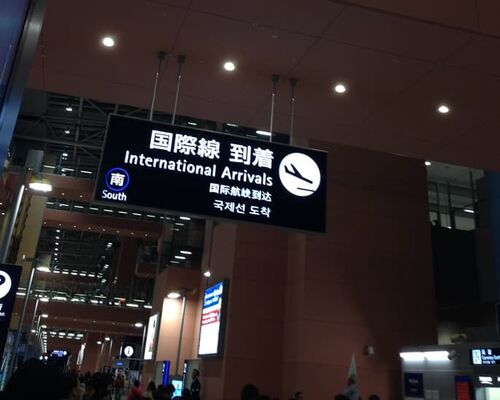 国際線 到着
International Arrivals
国际航线到达
국제선 도착
南
South